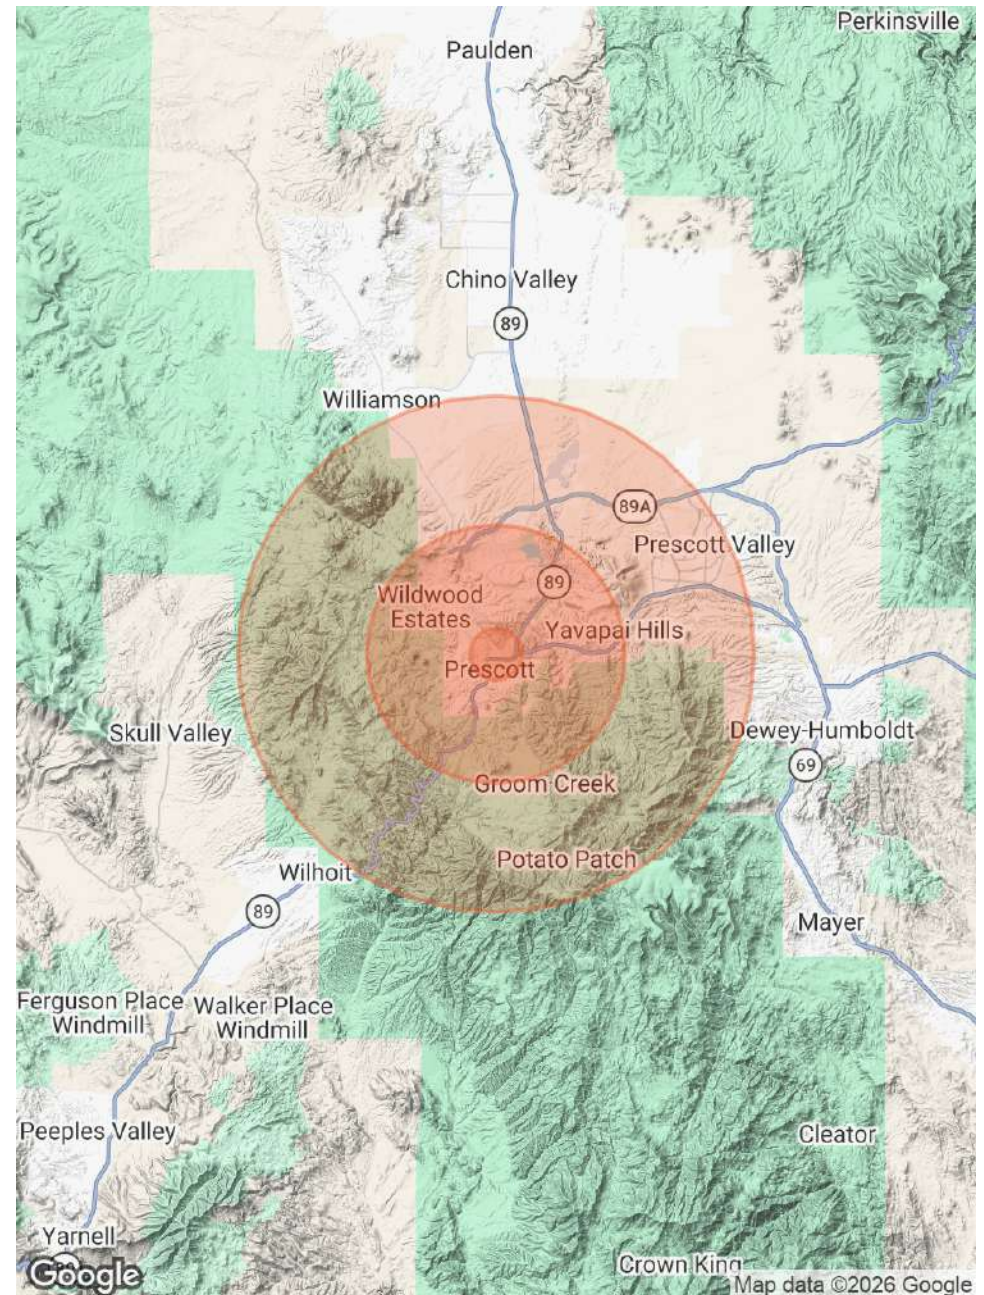 Perkinsville
Paulden
Chino Valley
89
Williamson
89A
Prescott Valley
89
Wildwood
Estates
Yavapai Hills
Prescott
Skull Valley
Dewey-Humboldt
69
Groom Creek
Potato Patch
Wilhoit
89
Mayer
Ferguson Place
Windmill
Walker Place
Windmill
Peeples Valley
Cleator
Yarnell
Crown King
Google
Map data ©2026 Google